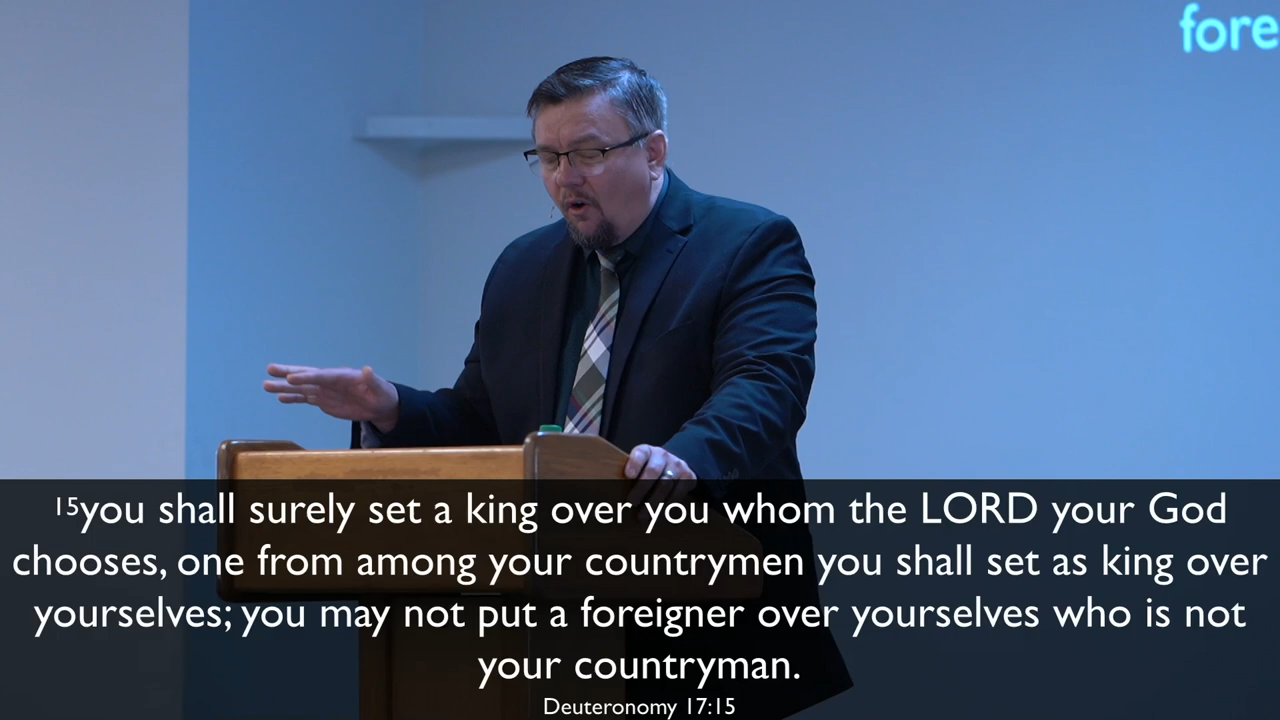 fore
15you shall surely set a king over you whom the LORD your God
chooses, one from among your countrymen you shall set as king over
yourselves; you may not put a foreigner over yourselves who is not
your countryman.
Deuteronomy 17:15